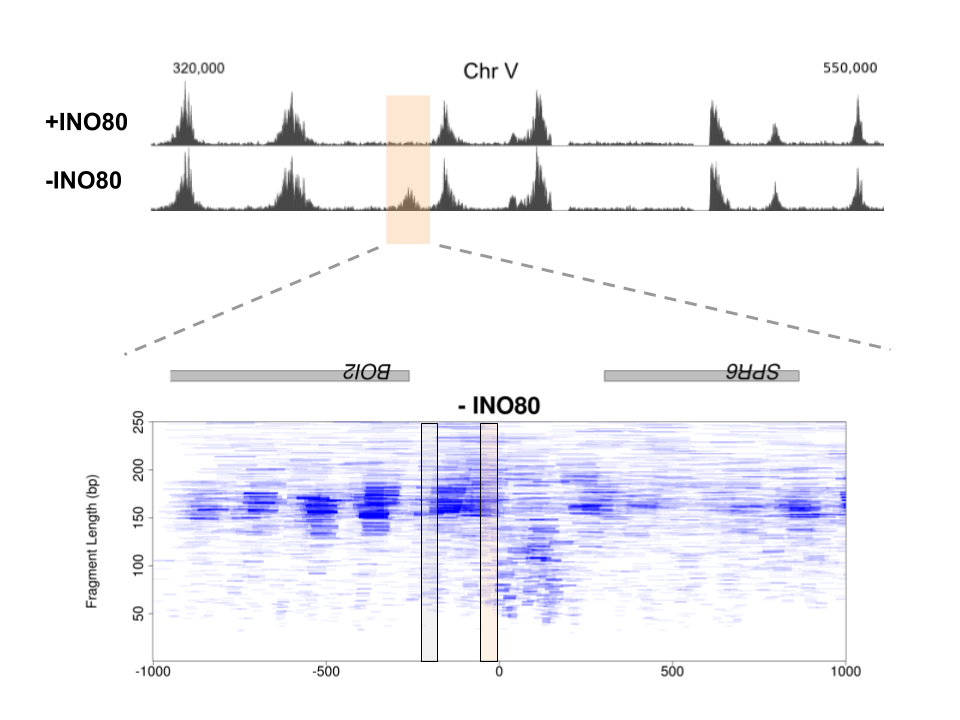 320,000 Chr V 550,000
+INO80
-INO80
BOI2 SPR6
- INO80
250
200
150
100
50
Fragment Length (bp)
-1000 -500 0 500 1000